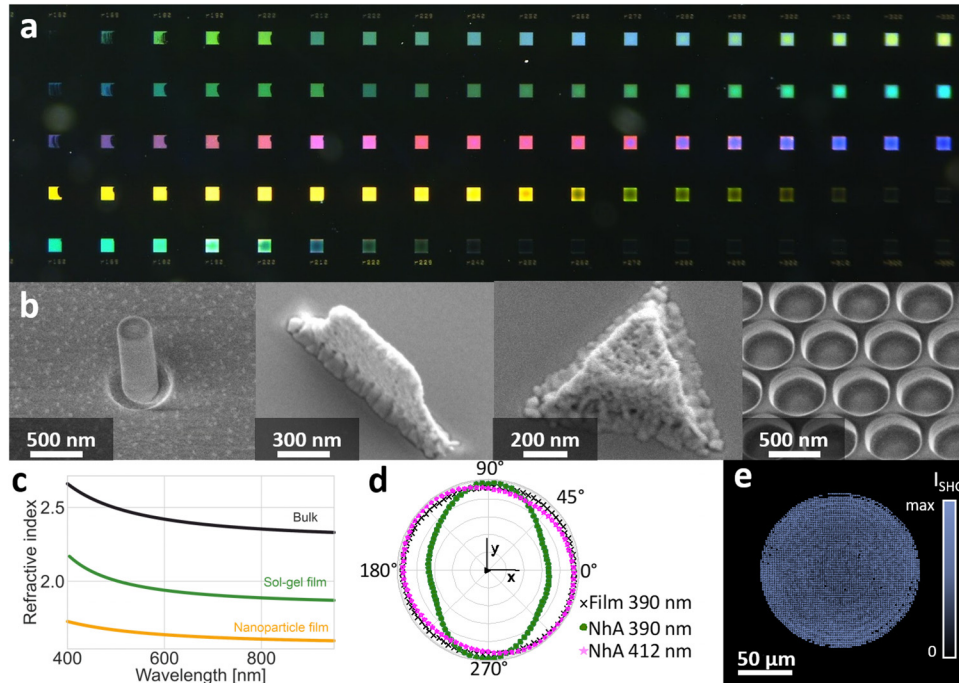 a
b
500 nm
300 nm
200 nm
500 nm
c
Refractive index
2.5
2.0
Bulk
Sol-gel film
Nanoparticle film
400
600
800
Wavelength [nm]
d
90°
45°
180°
0°
270°
y
x
Film 390 nm
NhA 390 nm
NhA 412 nm
e
I SHG
max
0
50 µm